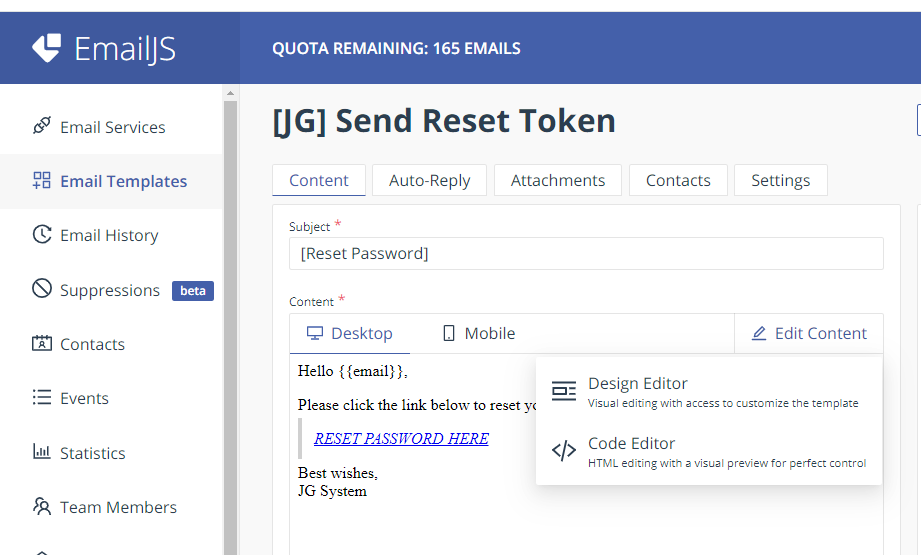 EmailJS
QUOTA REMAINING: 165 EMAILS
Email Services
Email Templates
Email History
Suppressions beta
Contacts
Events
Statistics
Team Members
[JG] Send Reset Token
Content Auto-Reply Attachments Contacts Settings
Subject *
[Reset Password]
Content *
Desktop Mobile Edit Content
Hello {{email}},
Please click the link below to reset
RESET PASSWORD HERE
Best wishes,
JG System
Design Editor
Visual editing with access to customize the template
Code Editor
HTML editing with a visual preview for perfect control